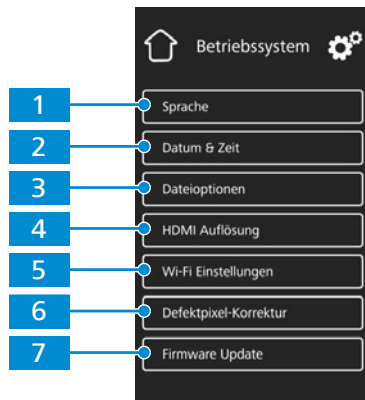 Betriebssystem
1 Sprache
2 Datum & Zeit
3 Dateioptionen
4 HDMI Auflösung
5 Wi-Fi Einstellungen
6 Defektpixel-Korrektur
7 Firmware Update